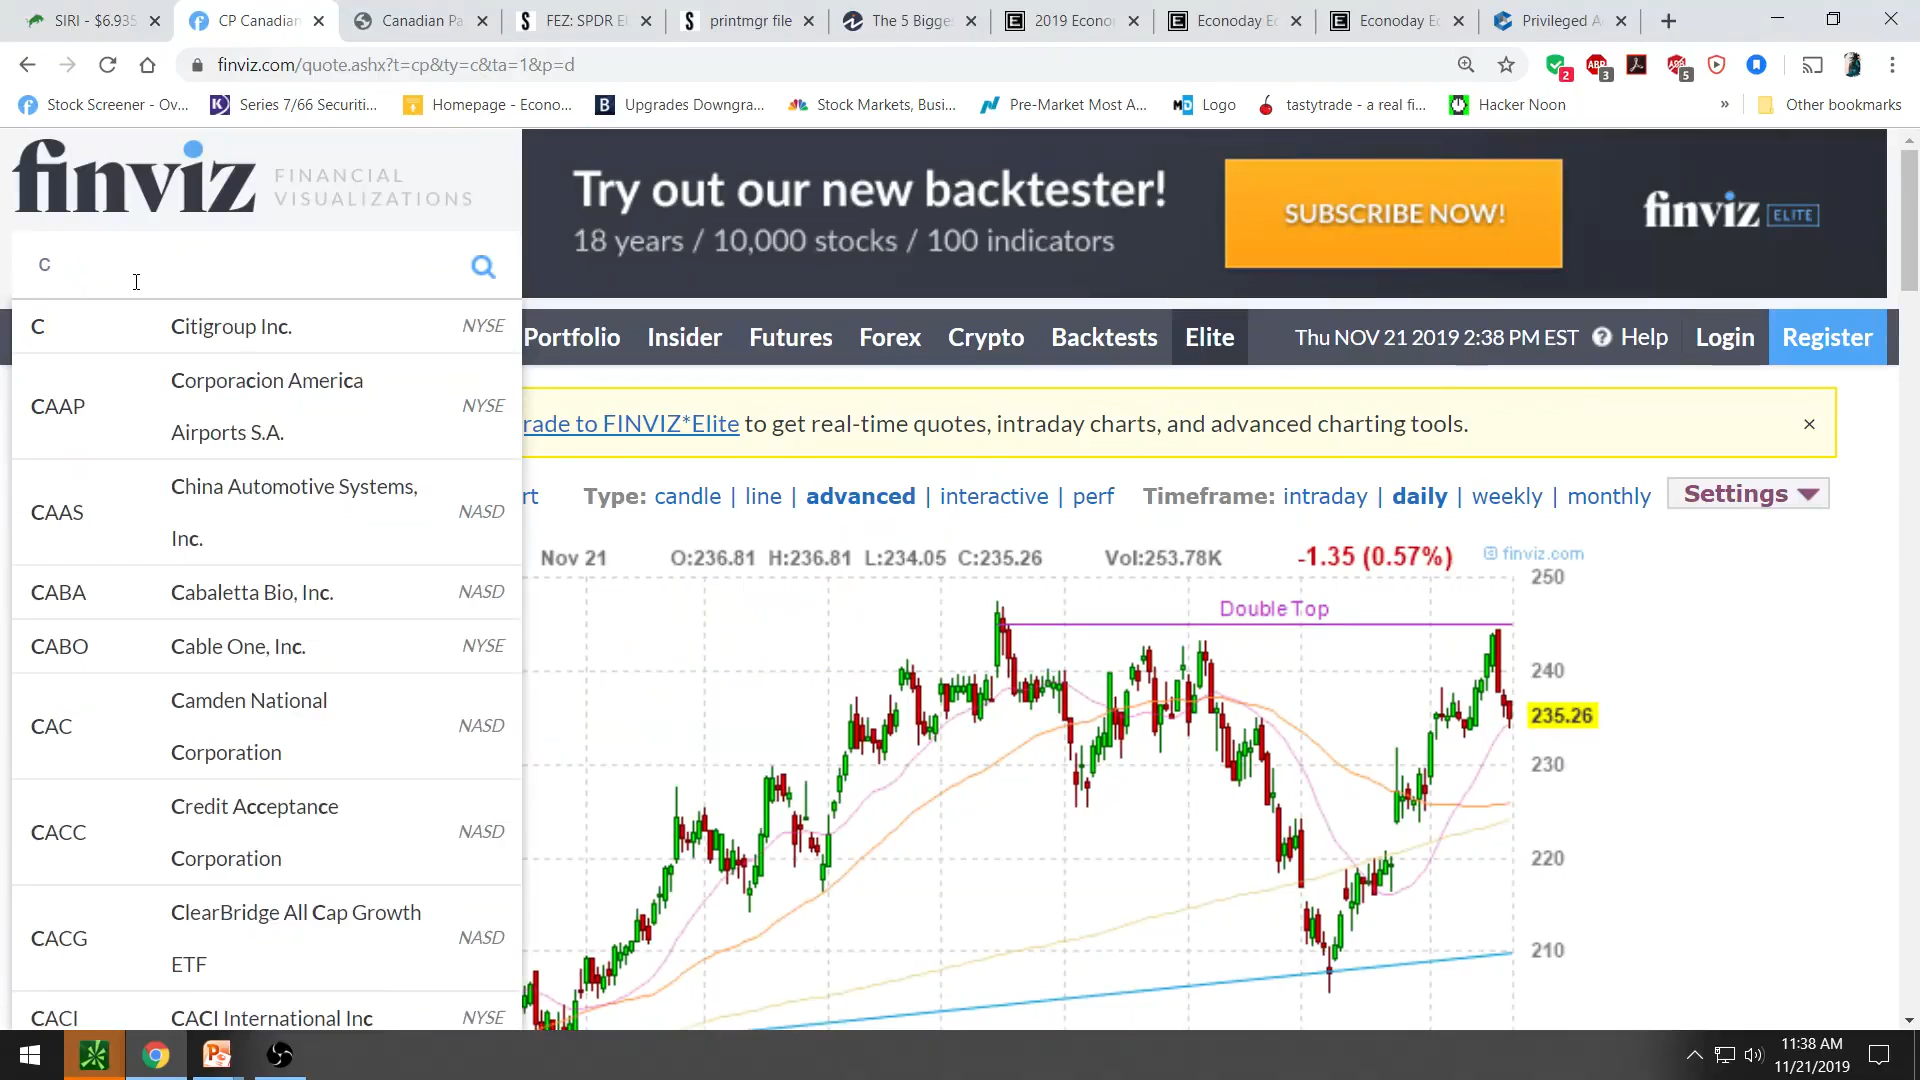 SIRI - $6.935
CP Canadian
Canadian Pa
FEZ: SPDR E
printmgr file
The 5 Bigge
2019 Econo
Econoday Ec
Econoday Ec
Privileged A
finviz.com/quote.ashx?t=cp&ty=c&ta=1&p=d
2
3
5
Stock Screener - Ov...
Series 7/66 Securiti...
Homepage - Econo...
Upgrades Downgra...
Stock Markets, Busi...
Pre-Market Most A...
Logo
tastytrade - a real fi...
Hacker Noon
»
Other bookmarks
finviz FINANCIAL
VISUALIZATIONS
Try out our new backtester!
18 years / 10,000 stocks / 100 indicators
SUBSCRIBE NOW!
finviz ELITE
C
C Citigroup Inc. NYSE
CAAP Corporacion America
Airports S.A. NYSE
CAAS China Automotive Systems,
Inc. NASD
CABA Cabaletta Bio, Inc. NASD
CABO Cable One, Inc. NYSE
CAC Camden National
Corporation NASD
CACC Credit Acceptance
Corporation NASD
CACG ClearBridge All Cap Growth
ETF NASD
CACI CACI International Inc NYSE
Portfolio Insider Futures Forex Crypto Backtests Elite Thu NOV 21 2019 2:38 PM EST Help Login Register
rade to FINVIZ*Elite to get real-time quotes, intraday charts, and advanced charting tools. ×
rt Type: candle | line | advanced | interactive | perf Timeframe: intraday | daily | weekly | monthly Settings
Nov 21 O:236.81 H:236.81 L:234.05 C:235.26 Vol:253.78K -1.35 (0.57%) © finviz.com
250
Double Top
240
235.26
230
220
210
11:38 AM
11/21/2019